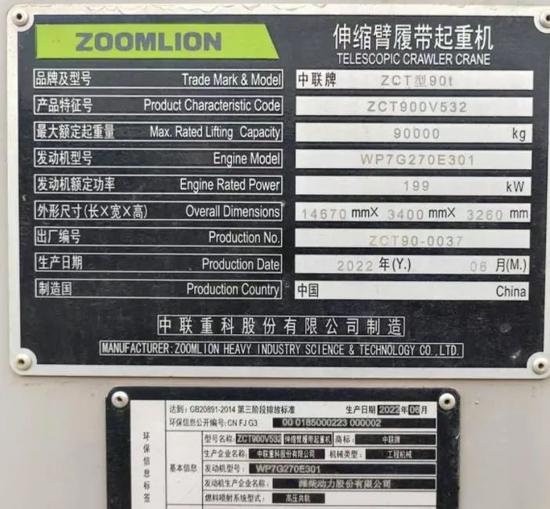 ZOOMLION
伸缩臂履带起重机
TELESCOPIC CRAWLER CRANE
品牌及型号 Trade Mark & Model 中联牌 ZCT型90t
产品特征号 Product Characteristic Code ZCT900V532
最大额定起重量 Max. Rated Lifting Capacity 90000 kg
发动机型号 Engine Model WP7G270E301
发动机额定功率 Engine Rated Power 199 kW
外形尺寸(长×宽×高) Overall Dimensions 14670 mm× 3400 mm× 3260 mm
出厂编号 Production No. ZCT90-0037
生产日期 Production Date 2022 年(Y.) 06 月(M.)
制造国 Production Country 中国 China
中联重科股份有限公司制造
MANUFACTURER: ZOOMLION HEAVY INDUSTRY SCIENCE & TECHNOLOGY CO., LTD.
环保信息标签
达到: GB20891-2014 第三阶段排放标准 生产日期 2022年06月
环保信息公开编号: CN FJ G3 00 0185000223 000002
基本信息
型号名称: ZCT900V532 伸缩臂履带起重机 商标: 中联牌
生产企业名称: 中联重科股份有限公司 机械类型: 工程机械
发动机型号: WP7G270E301
发动机生产企业名称: 潍柴动力股份有限公司
燃料喷射系统型式: 高压共轨